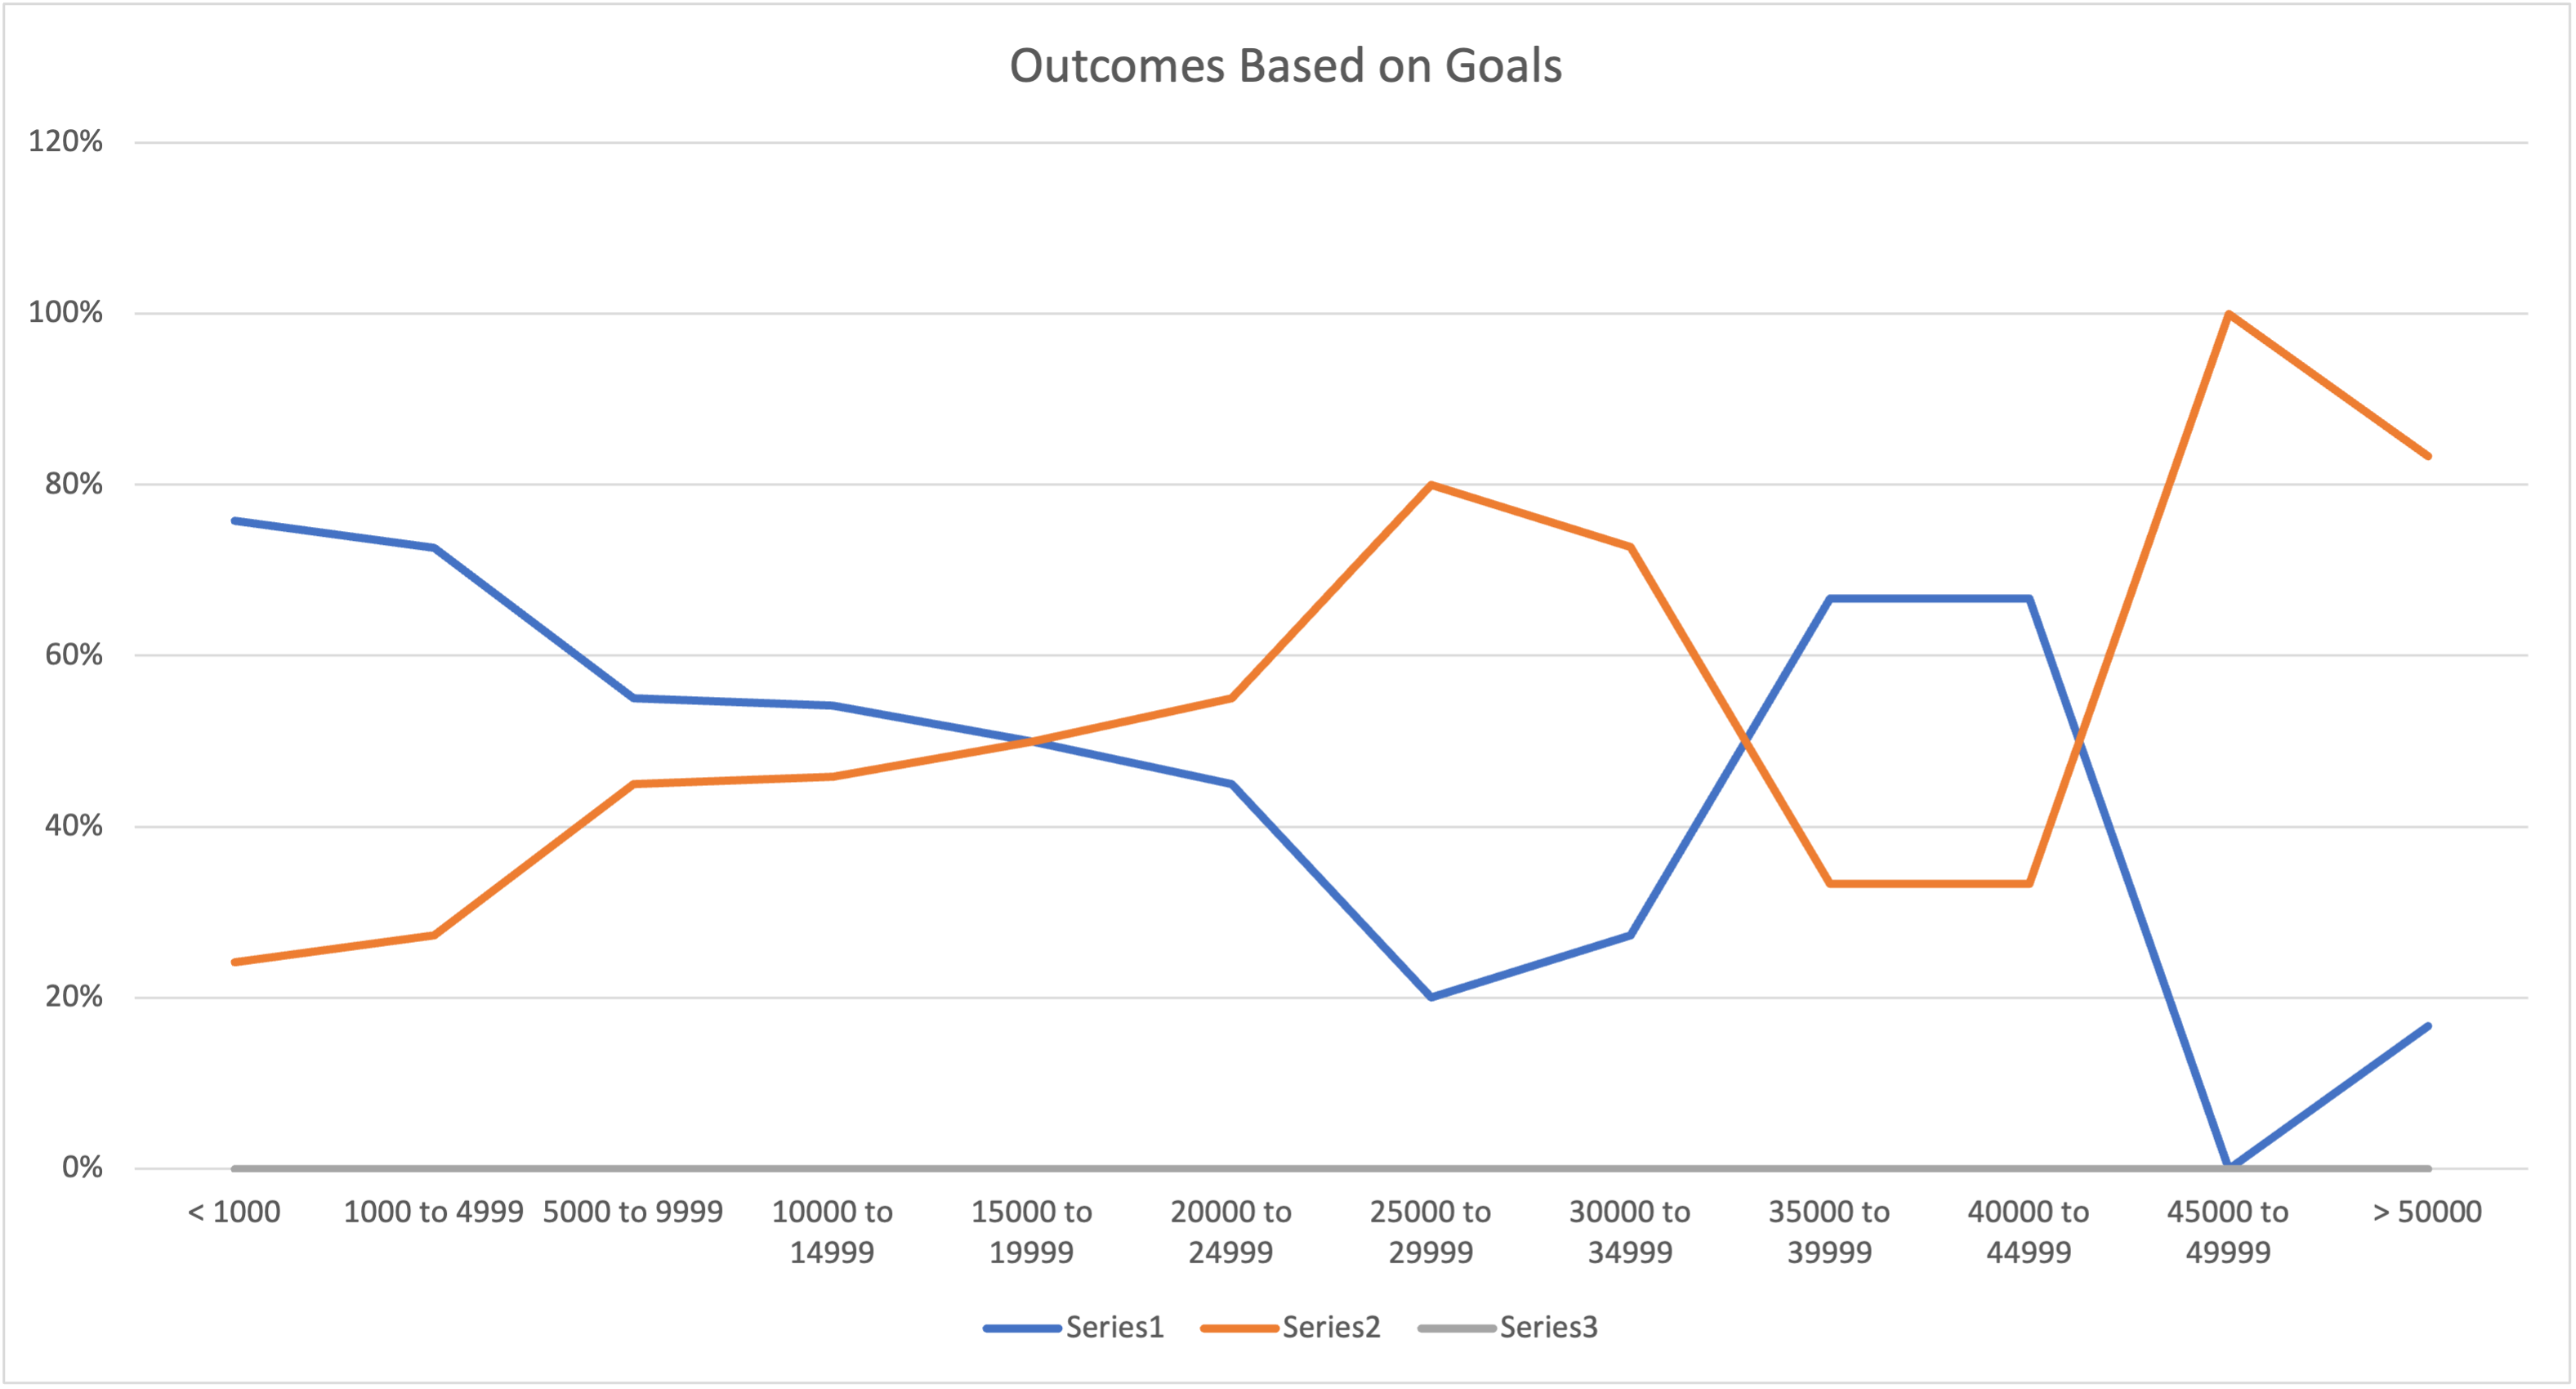 Outcomes Based on Goals
120%
100%
80%
60%
40%
20%
0%
< 1000
1000 to 4999
5000 to 9999
10000 to
14999
15000 to
19999
20000 to
24999
25000 to
29999
30000 to
34999
35000 to
39999
40000 to
44999
45000 to
49999
> 50000
Series1
Series2
Series3